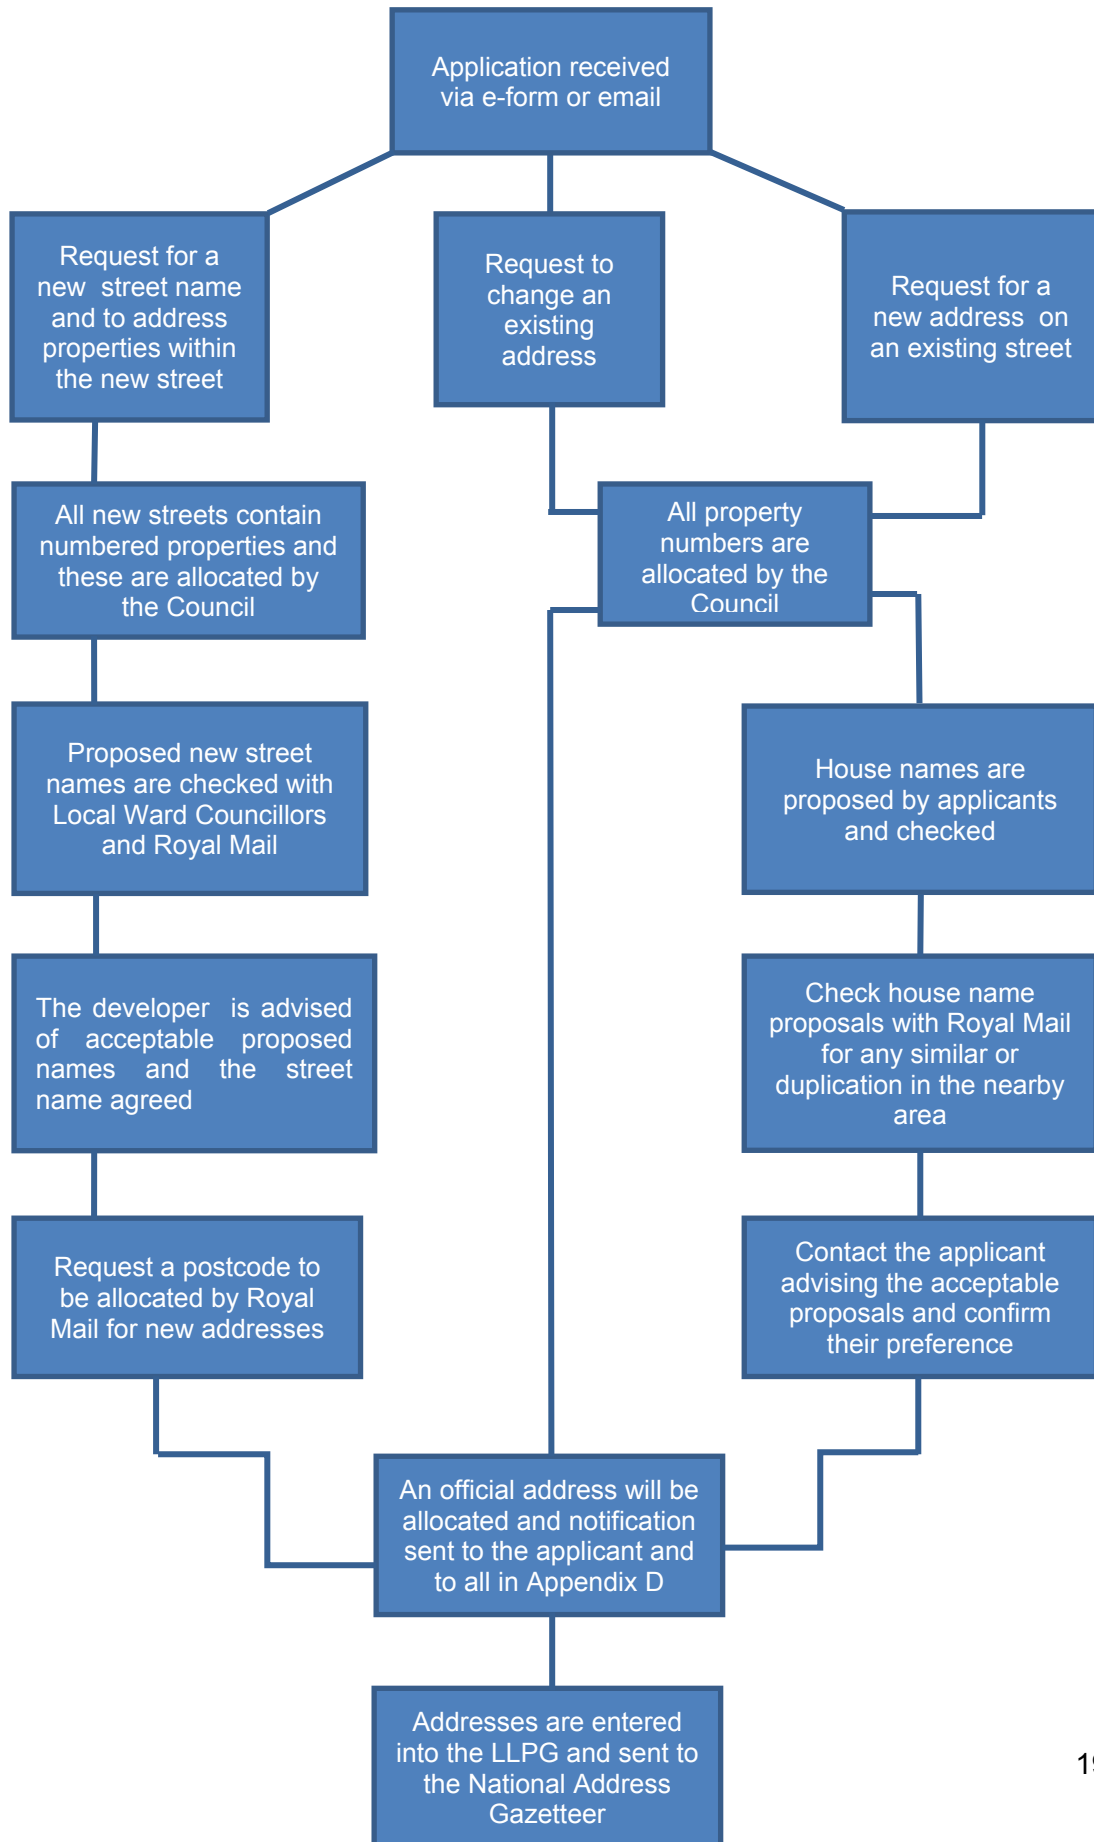 Application received
via e-form or email
Request for a
new street name
and to address
properties within
the new street
Request to
change an
existing
address
Request for a
new address on
an existing street
All new streets contain
numbered properties and
these are allocated by
the Council
All property
numbers are
allocated by the
Council
Proposed new street
names are checked with
Local Ward Councillors
and Royal Mail
House names are
proposed by applicants
and checked
The developer is advised
of acceptable proposed
names and the street
name agreed
Check house name
proposals with Royal Mail
for any similar or
duplication in the nearby
area
Request a postcode to
be allocated by Royal
Mail for new addresses
Contact the applicant
advising the acceptable
proposals and confirm
their preference
An official address will be
allocated and notification
sent to the applicant and
to all in Appendix D
Addresses are entered
into the LLPG and sent to
the National Address
Gazetteer
19